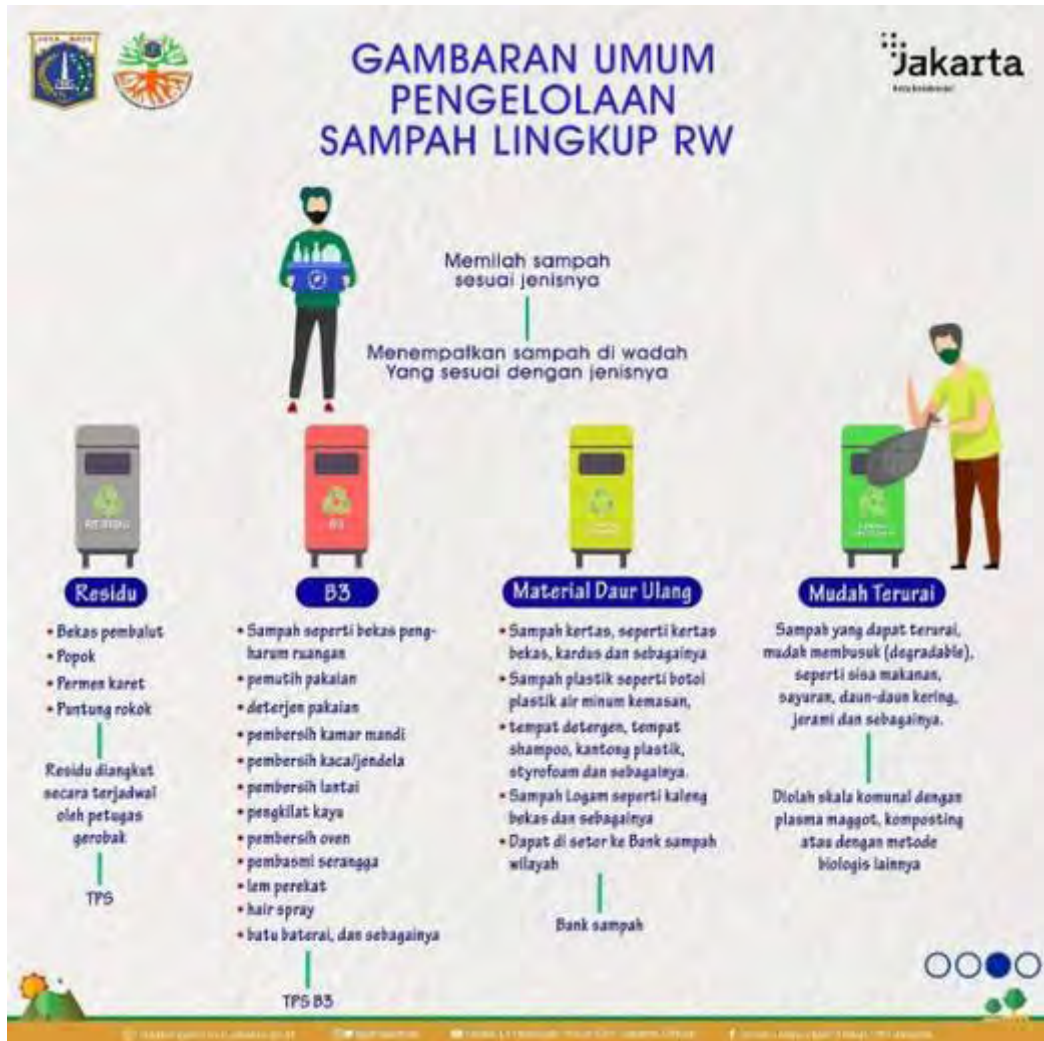 JAYA RAYA
Jakarta
GAMBARAN UMUM
PENGELOLAAN
SAMPAH LINGKUP RW
Memilah sampah
sesuai jenisnya
Menempatkan sampah di wadah
Yang sesuai dengan jenisnya
RESIDU
B3
Residu
• Bekas pembalut
• Popok
• Permen karet
• Puntung rokok
Residu diangkut
secara terjadwal
oleh petugas
gerobak
TPS
B3
• Sampah seperti bekas peng-
harum ruangan
• pemutih pakaian
• deterjen pakaian
• pembersih kamar mandi
• pembersih kaca/jendela
• pembersih lantai
• pengkilat kayu
• pembersih oven
• pembasmi serangga
• lem perekat
• hair spray
• batu baterai, dan sebagainya
TPS B3
Material Daur Ulang
• Sampah kertas, seperti kertas
bekas, kardus dan sebagainya
• Sampah plastik seperti botol
plastik air minum kemasan,
• tempat detergen, tempat
shampoo, kantong plastik,
styrofoam dan sebagainya.
• Sampah Logam seperti kaleng
bekas dan sebagainya
• Dapat di setor ke Bank sampah
wilayah
Bank sampah
Mudah Terurai
Sampah yang dapat terurai,
mudah membusuk (degradable),
seperti sisa makanan,
sayuran, daun-daun kering,
jerami dan sebagainya.
Diolah skala komunal dengan
plasma maggot, komposting
atau dengan metode
biologis lainnya